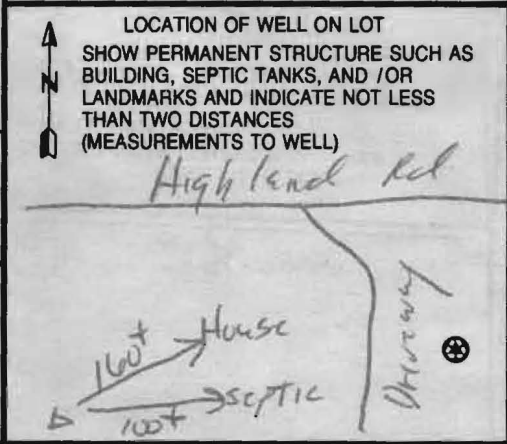 LOCATION OF WELL ON LOT
SHOW PERMANENT STRUCTURE SUCH AS
BUILDING, SEPTIC TANKS, AND /OR
LANDMARKS AND INDICATE NOT LESS
THAN TWO DISTANCES
(MEASUREMENTS TO WELL)
N
Highland Rd
Driveway
160+ House
100+ septic